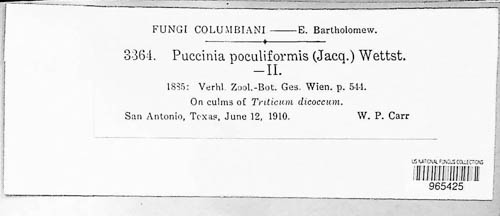 FUNGI COLUMBIANI —— E. Bartholomew.
3364. Puccinia poculiformis (Jacq.) Wettst.
—II.
1885: Verhl. Zool.-Bot. Ges. Wien. p. 544.
On culms of Triticum dicoccum.
San Antonio, Texas, June 12, 1910. W. P. Carr
US NATIONAL FUNGUS COLLECTIONS
965425